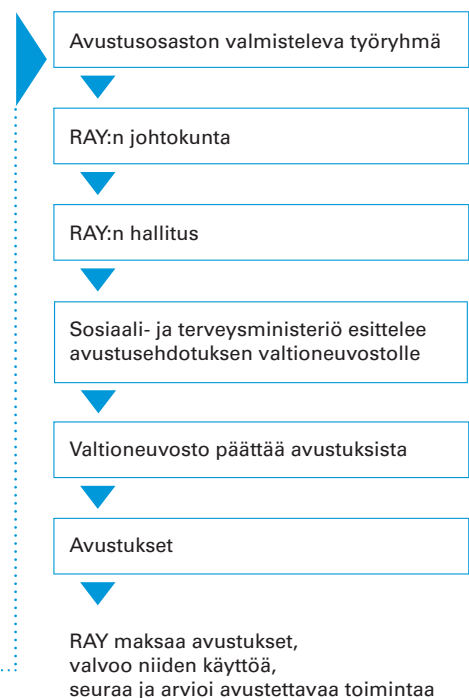 Avustusosaston valmisteleva työryhmä
RAY:n johtokunta
RAY:n hallitus
Sosiaali- ja terveysministeriö esittelee
avustusehdotuksen valtioneuvostolle
Valtioneuvosto päättää avustuksista
Avustukset
RAY maksaa avustukset,
valvoo niiden käyttöä,
seuraa ja arvioi avustettavaa toimintaa